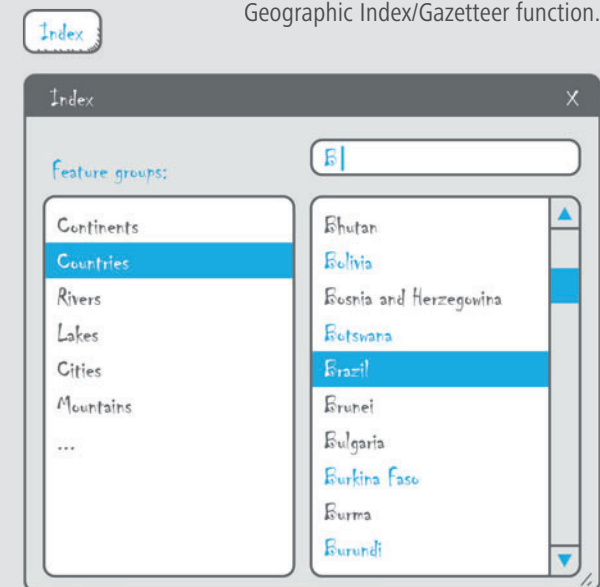 Geographic Index/Gazetteer function.
Index
Index X
B
Feature groups:
Continents
Countries
Rivers
Lakes
Cities
Mountains
...
Bhutan
Bolivia
Bosnia and Herzegowina
Botswana
Brazil
Brunei
Bulgaria
Burkina Faso
Burma
Burundi